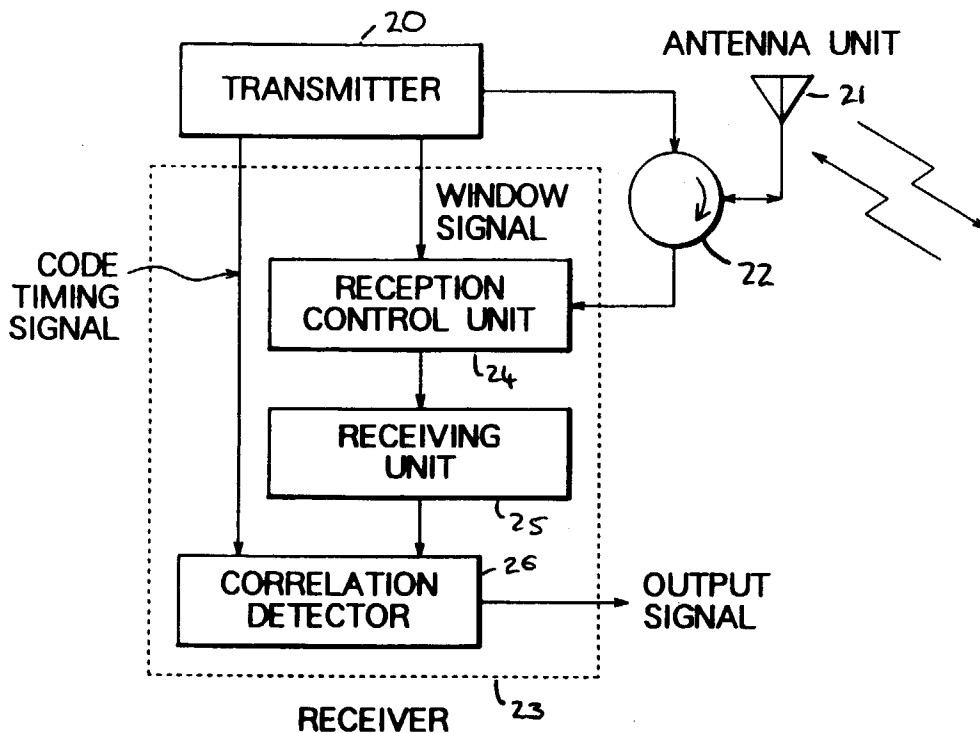 20
TRANSMITTER
ANTENNA UNIT
21
WINDOW
SIGNAL
22
CODE
TIMING
SIGNAL
RECEPTION
CONTROL UNIT
24
RECEIVING
UNIT
25
CORRELATION
DETECTOR
26
OUTPUT
SIGNAL
23
RECEIVER